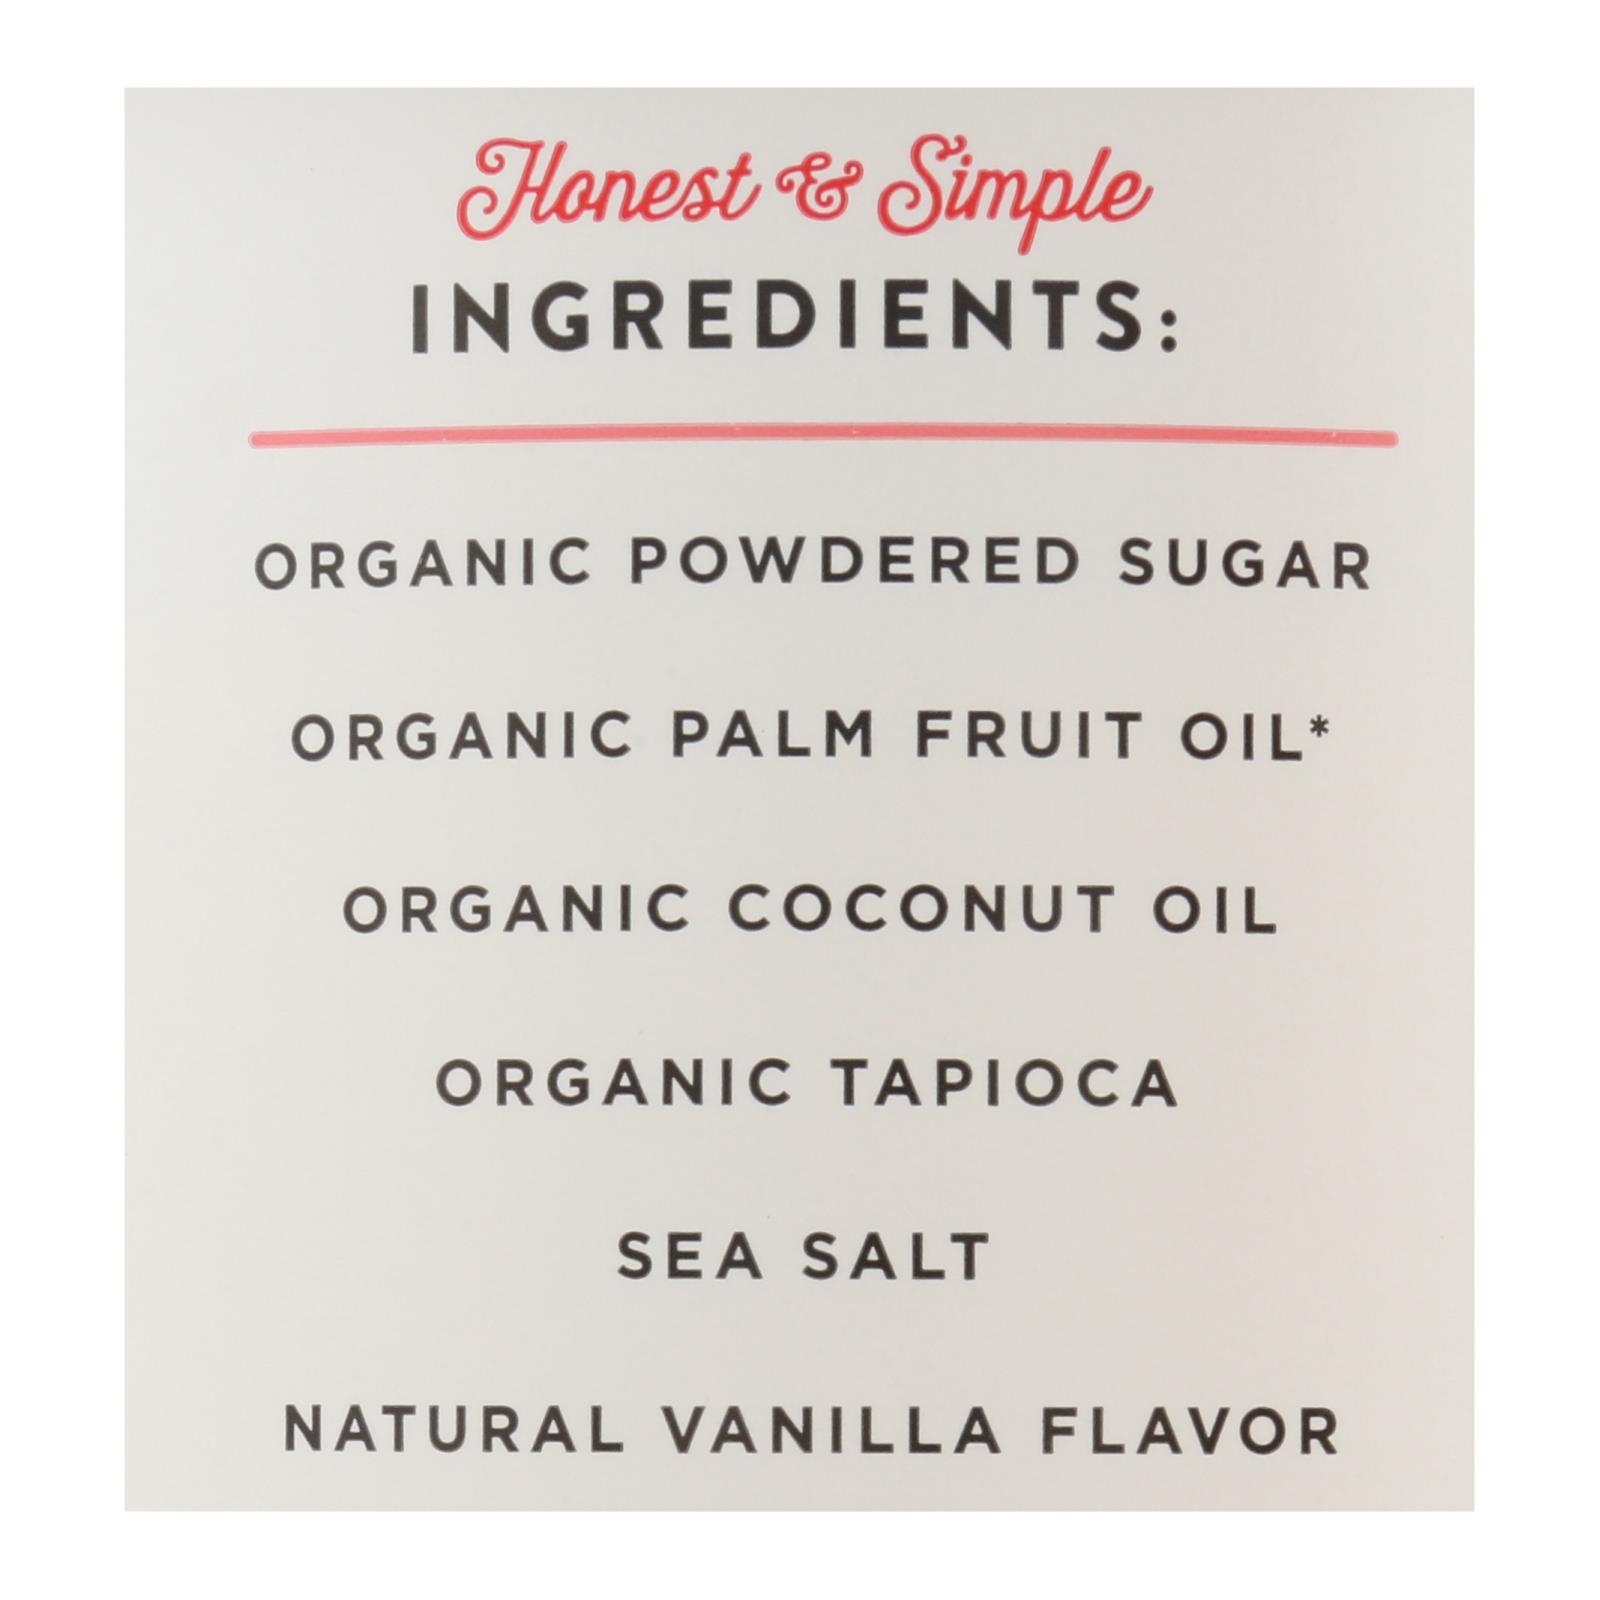 Honest & Simple
INGREDIENTS:
ORGANIC POWDERED SUGAR
ORGANIC PALM FRUIT OIL*
ORGANIC COCONUT OIL
ORGANIC TAPIOCA
SEA SALT
NATURAL VANILLA FLAVOR